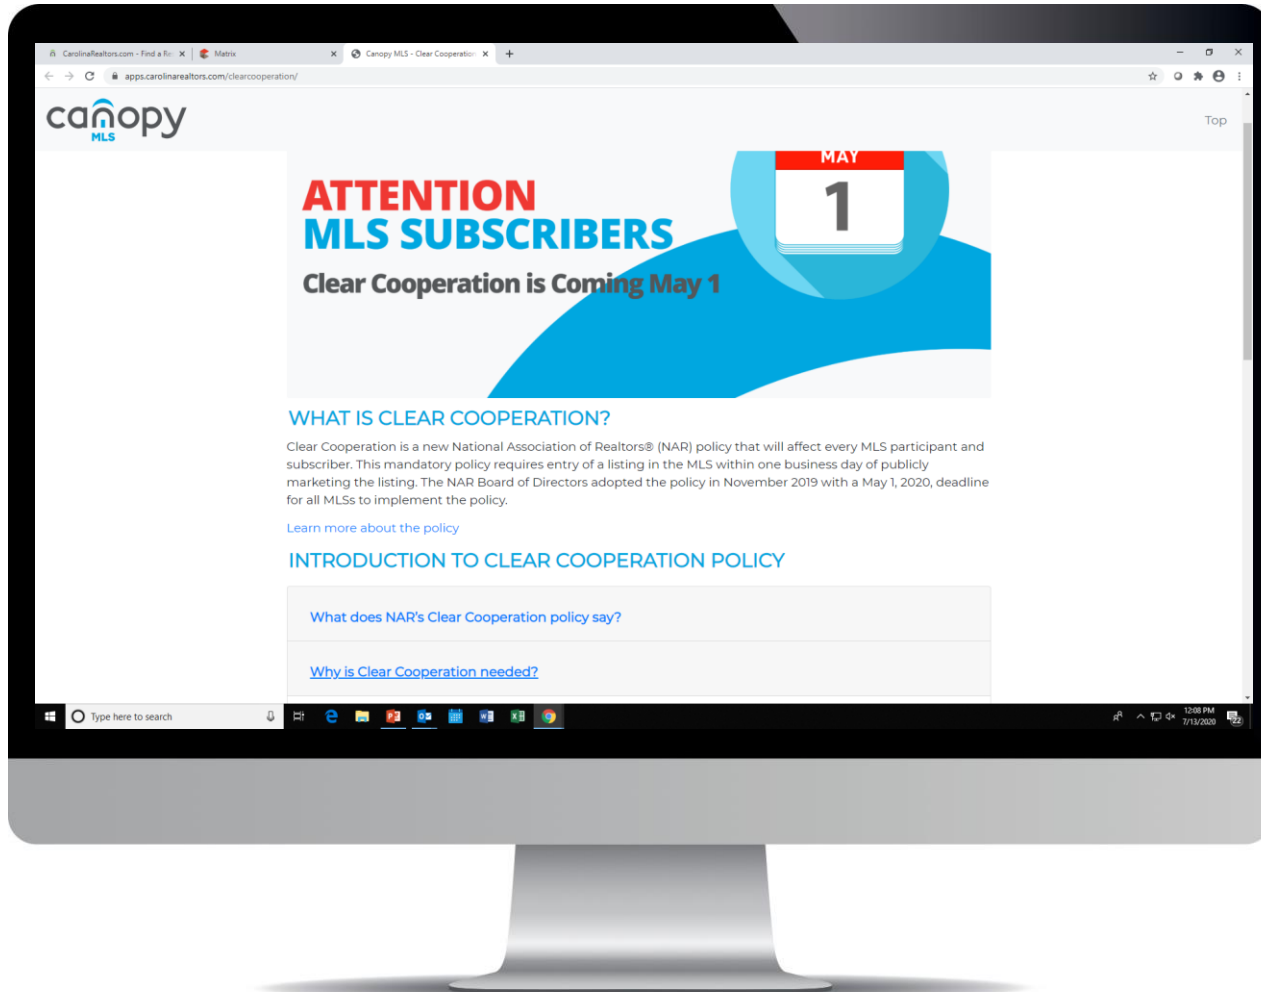 CarolinaRealtors.com - Find a Re
Matrix
Canopy MLS - Clear Cooperation
apps.carolinarealtors.com/clearcooperation/
canopy
MLS
Top
MAY
1
ATTENTION
MLS SUBSCRIBERS
Clear Cooperation is Coming May 1
WHAT IS CLEAR COOPERATION?
Clear Cooperation is a new National Association of Realtors® (NAR) policy that will affect every MLS participant and
subscriber. This mandatory policy requires entry of a listing in the MLS within one business day of publicly
marketing the listing. The NAR Board of Directors adopted the policy in November 2019 with a May 1, 2020, deadline
for all MLSs to implement the policy.
Learn more about the policy
INTRODUCTION TO CLEAR COOPERATION POLICY
What does NAR's Clear Cooperation policy say?
Why is Clear Cooperation needed?
Type here to search
12:08 PM
7/13/2020
22